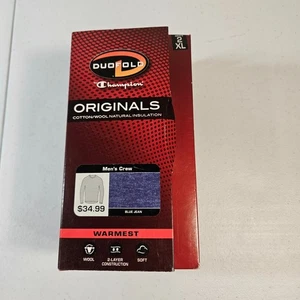 DUOFOLD
Champion
ORIGINALS
COTTON/WOOL NATURAL INSULATION
Men's Crew
$34.99
BLUE JEAN
WARMEST
WOOL
2-LAYER
CONSTRUCTION
SOFT
2
XL